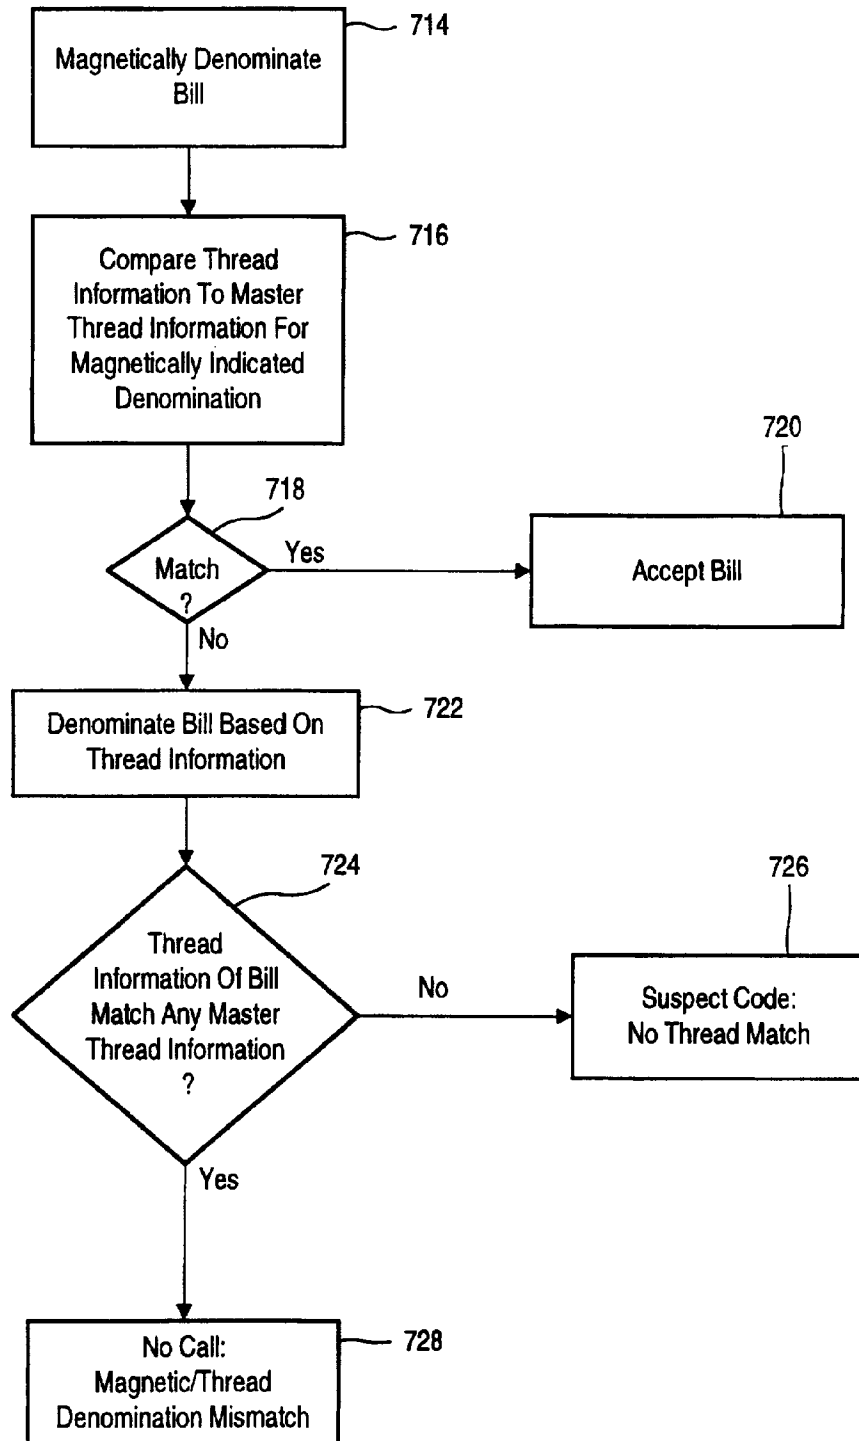 714
Magnetically Denominate
Bill
716
Compare Thread
Information To Master
Thread Information For
Magnetically Indicated
Denomination
718
720
Match
?
Yes
Accept Bill
No
722
Denominate Bill Based On
Thread Information
724
726
Thread
Information Of Bill
Match Any Master
Thread Information
?
No
Suspect Code:
No Thread Match
Yes
728
No Call:
Magnetic/Thread
Denomination Mismatch